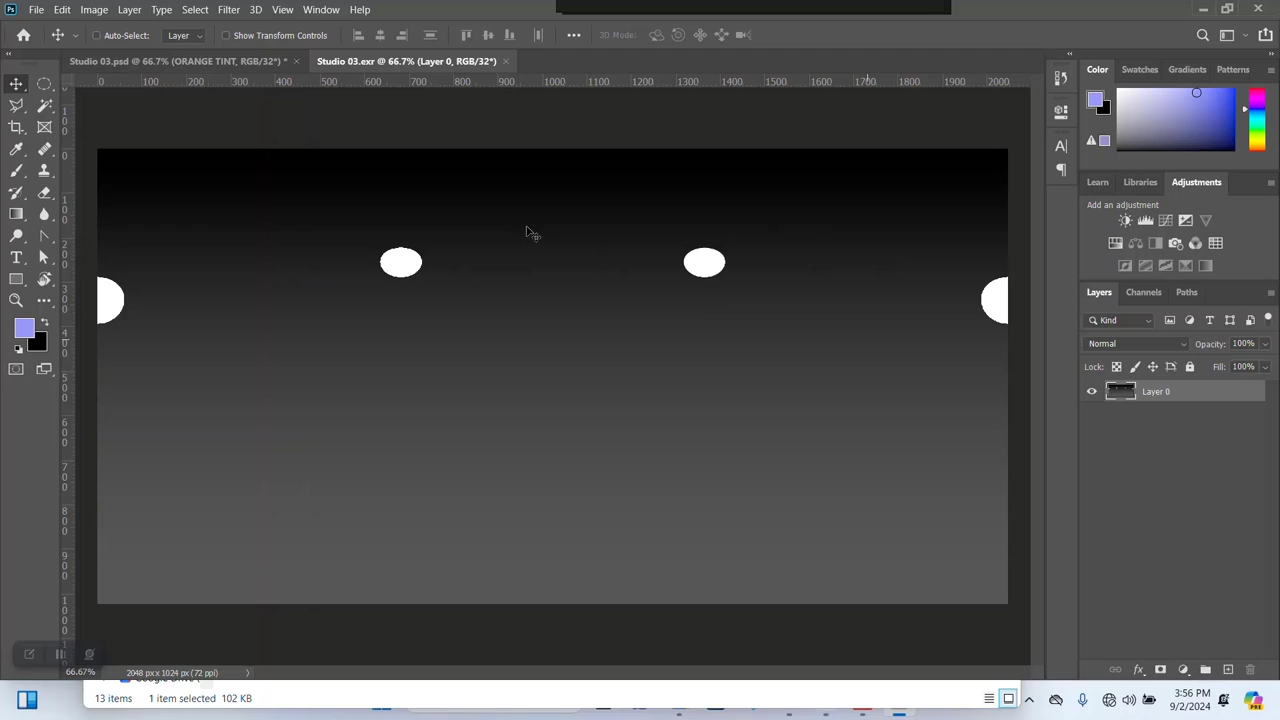 Ps File Edit Image Layer Type Select Filter 3D View Window Help
Auto-Select: Layer Show Transform Controls 3D Mode:
Studio 03.psd @ 66.7% (ORANGE TINT, RGB/32*) * Studio 03.exr @ 66.7% (Layer 0, RGB/32*)
0 100 200 300 400 500 600 700 800 900 1000 1100 1200 1300 1400 1500 1600 1700 1800 1900 2000
Color Swatches Gradients Patterns
Learn Libraries Adjustments
Add an adjustment
Layers Channels Paths
Kind
Normal Opacity: 100%
Lock: Fill: 100%
Layer 0
66.67% 2048 px x 1024 px (72 ppi)
13 items 1 item selected 102 KB
3:56 PM
9/2/2024
PRE